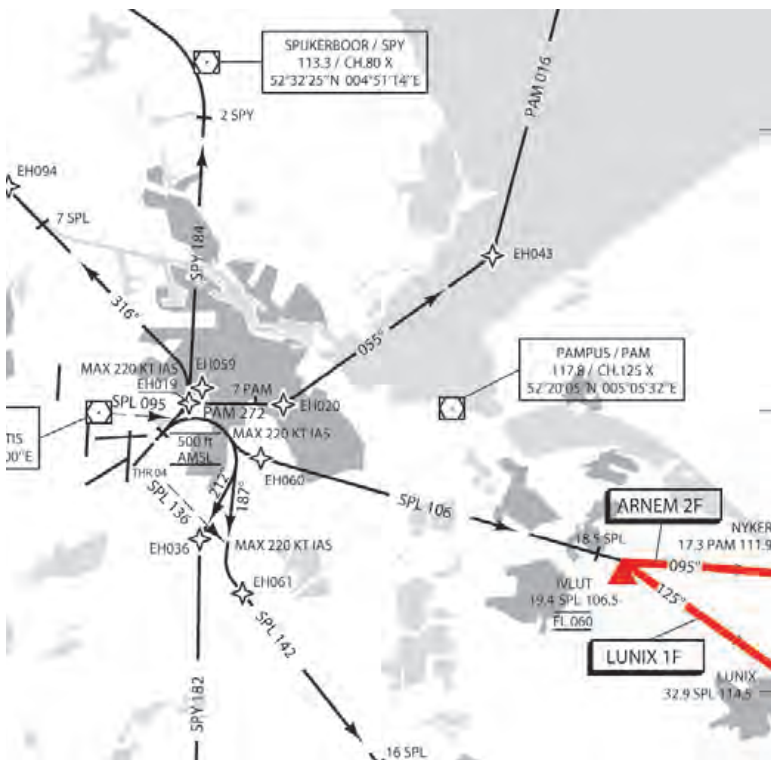 SPIJKERBOOR / SPY
113.3 / CH.80 X
52°32'25"N 004°51'14"E
PAM 016
2 SPY
EH094
7 SPL
SPY 184
316°
EH043
055°
PAMPUS / PAM
117.8 / CH.125 X
52°20'05"N 005°05'32"E
MAX 220 KT IAS
EH059
EH019
7 PAM
SPL 095
PAM 272
EH020
TIS
00"E
500 ft
AMSL
MAX 220 KT IAS
THR 04
EH060
SPL 106
SPL 136
212°
187°
ARNEM 2F
NYKER
17.3 PAM 111.9
18.5 SPL
095°
EH036
MAX 220 KT IAS
IVLUT
19.4 SPL 106.5
FL 060
125°
EH061
SPL 142
LUNIX 1F
LUNIX
32.9 SPL 114.5
SPY 182
16 SPL